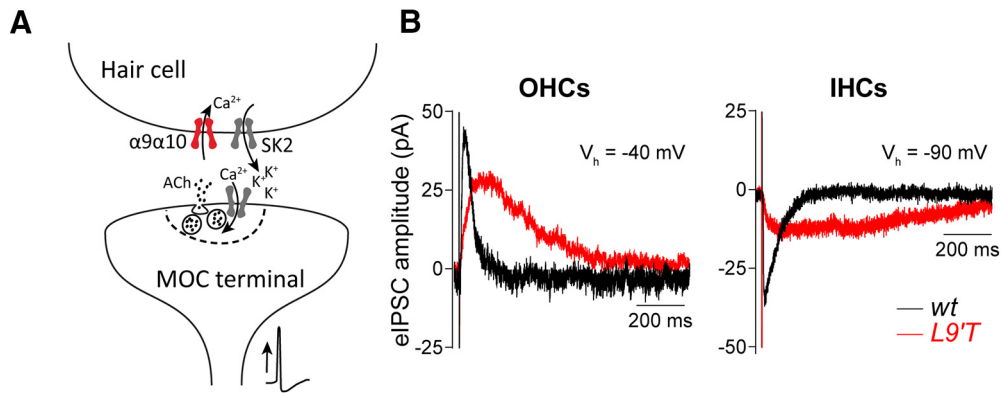 A
Hair cell
Ca2+
α9α10
SK2
ACh
Ca2+
K+
K+
K+
MOC terminal
B
OHCs
IHCs
eIPSC amplitude (pA)
50
25
0
-25
Vh = -40 mV
200 ms
25
0
-25
-50
Vh = -90 mV
200 ms
wt
L9'T